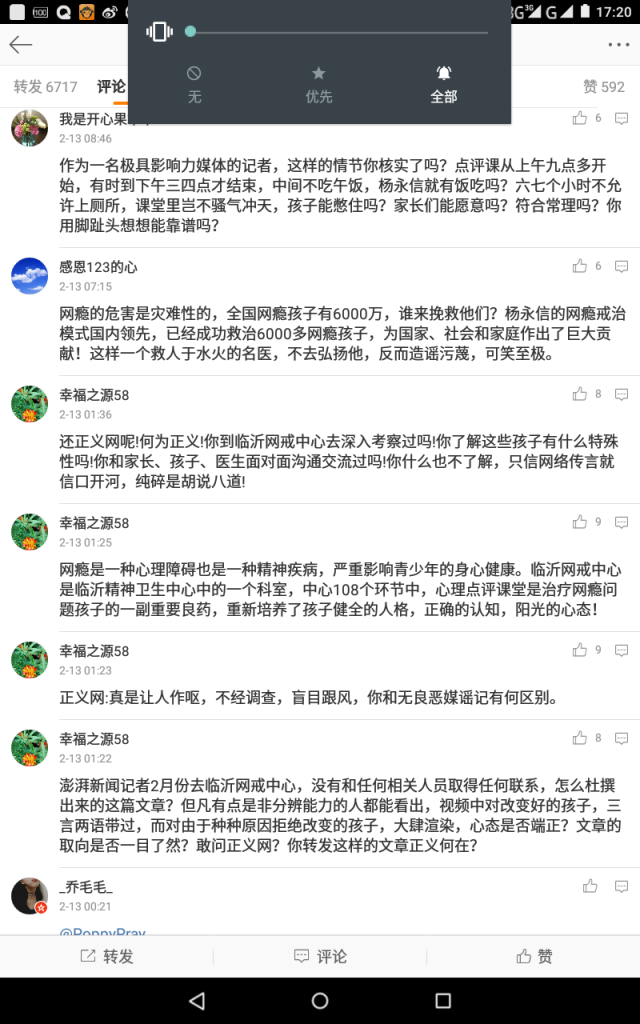 100
3G
3G
G
17:20
无
优先
全部
转发 6717
评论
赞 592
我是开心果
6
2-13 08:46
作为一名极具影响力媒体的记者，这样的情节你核实了吗？点评课从上午九点多开
始，有时到下午三四点才结束，中间不吃午饭，杨永信就有饭吃吗？六七个小时不允
许上厕所，课堂里岂不骚气冲天，孩子能憋住吗？家长们能愿意吗？符合常理吗？你
用脚趾头想想能靠谱吗？
感恩123的心
6
2-13 07:15
网瘾的危害是灾难性的，全国网瘾孩子有6000万，谁来挽救他们？杨永信的网瘾戒治
模式国内领先，已经成功救治6000多网瘾孩子，为国家、社会和家庭作出了巨大贡
献！这样一个救人于水火的名医，不去弘扬他，反而造谣污蔑，可笑至极。
幸福之源58
8
2-13 01:36
还正义网呢!何为正义!你到临沂网戒中心去深入考察过吗!你了解这些孩子有什么特殊
性吗!你和家长、孩子、医生面对面沟通交流过吗!你什么也不了解，只信网络传言就
信口开河，纯碎是胡说八道!
幸福之源58
9
2-13 01:25
网瘾是一种心理障碍也是一种精神疾病，严重影响青少年的身心健康。临沂网戒中心
是临沂精神卫生中心中的一个科室，中心108个环节中，心理点评课堂是治疗网瘾问
题孩子的一副重要良药，重新培养了孩子健全的人格，正确的认知，阳光的心态！
幸福之源58
9
2-13 01:23
正义网:真是让人作呕，不经调查，盲目跟风，你和无良恶媒谣记有何区别。
幸福之源58
8
2-13 01:22
澎湃新闻记者2月份去临沂网戒中心，没有和任何相关人员取得任何联系，怎么杜撰
出来的这篇文章？但凡有点是非分辨能力的人都能看出，视频中对改变好的孩子，三
言两语带过，而对由于种种原因拒绝改变的孩子，大肆渲染，心态是否端正？文章的
取向是否一目了然？敢问正义网？你转发这样的文章正义何在？
_乔毛毛_
2-13 00:21
@PoppyPray
转发
评论
赞